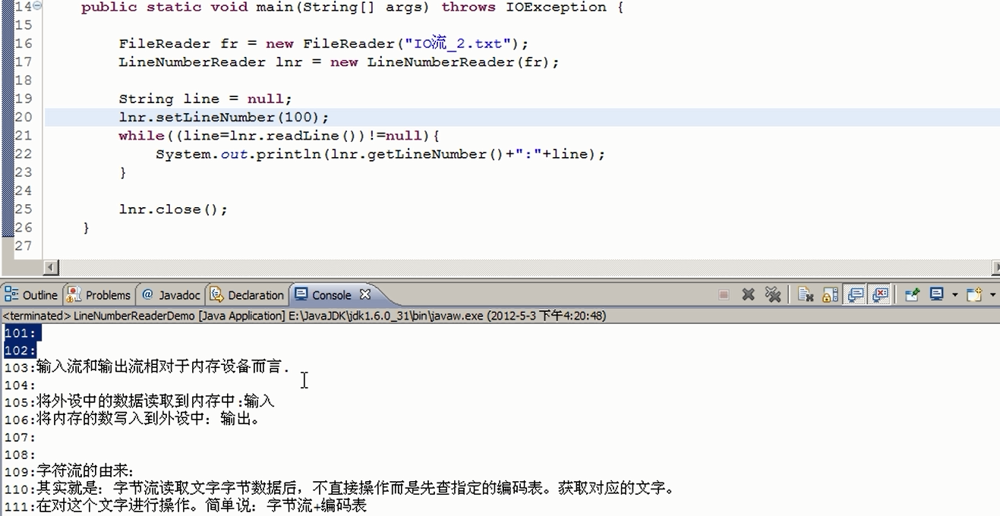 14 public static void main(String[] args) throws IOException {
15
16 FileReader fr = new FileReader("IO流_2.txt");
17 LineNumberReader lnr = new LineNumberReader(fr);
18
19 String line = null;
20 lnr.setLineNumber(100);
21 while((line=lnr.readLine())!=null){
22 System.out.println(lnr.getLineNumber()+":"+line);
23 }
24
25 lnr.close();
26 }
27
Outline Problems @ Javadoc Declaration Console
<terminated> LineNumberReaderDemo [Java Application] E:\JavaJDK\jdk1.6.0_31\bin\javaw.exe (2012-5-3 下午4:20:48)
101:
102:
103:输入流和输出流相对于内存设备而言.
104:
105:将外设中的数据读取到内存中:输入
106:将内存的数写入到外设中：输出。
107:
108:
109:字符流的由来：
110:其实就是：字节流读取文字字节数据后，不直接操作而是先查指定的编码表。获取对应的文字。
111:在对这个文字进行操作。简单说：字节流+编码表